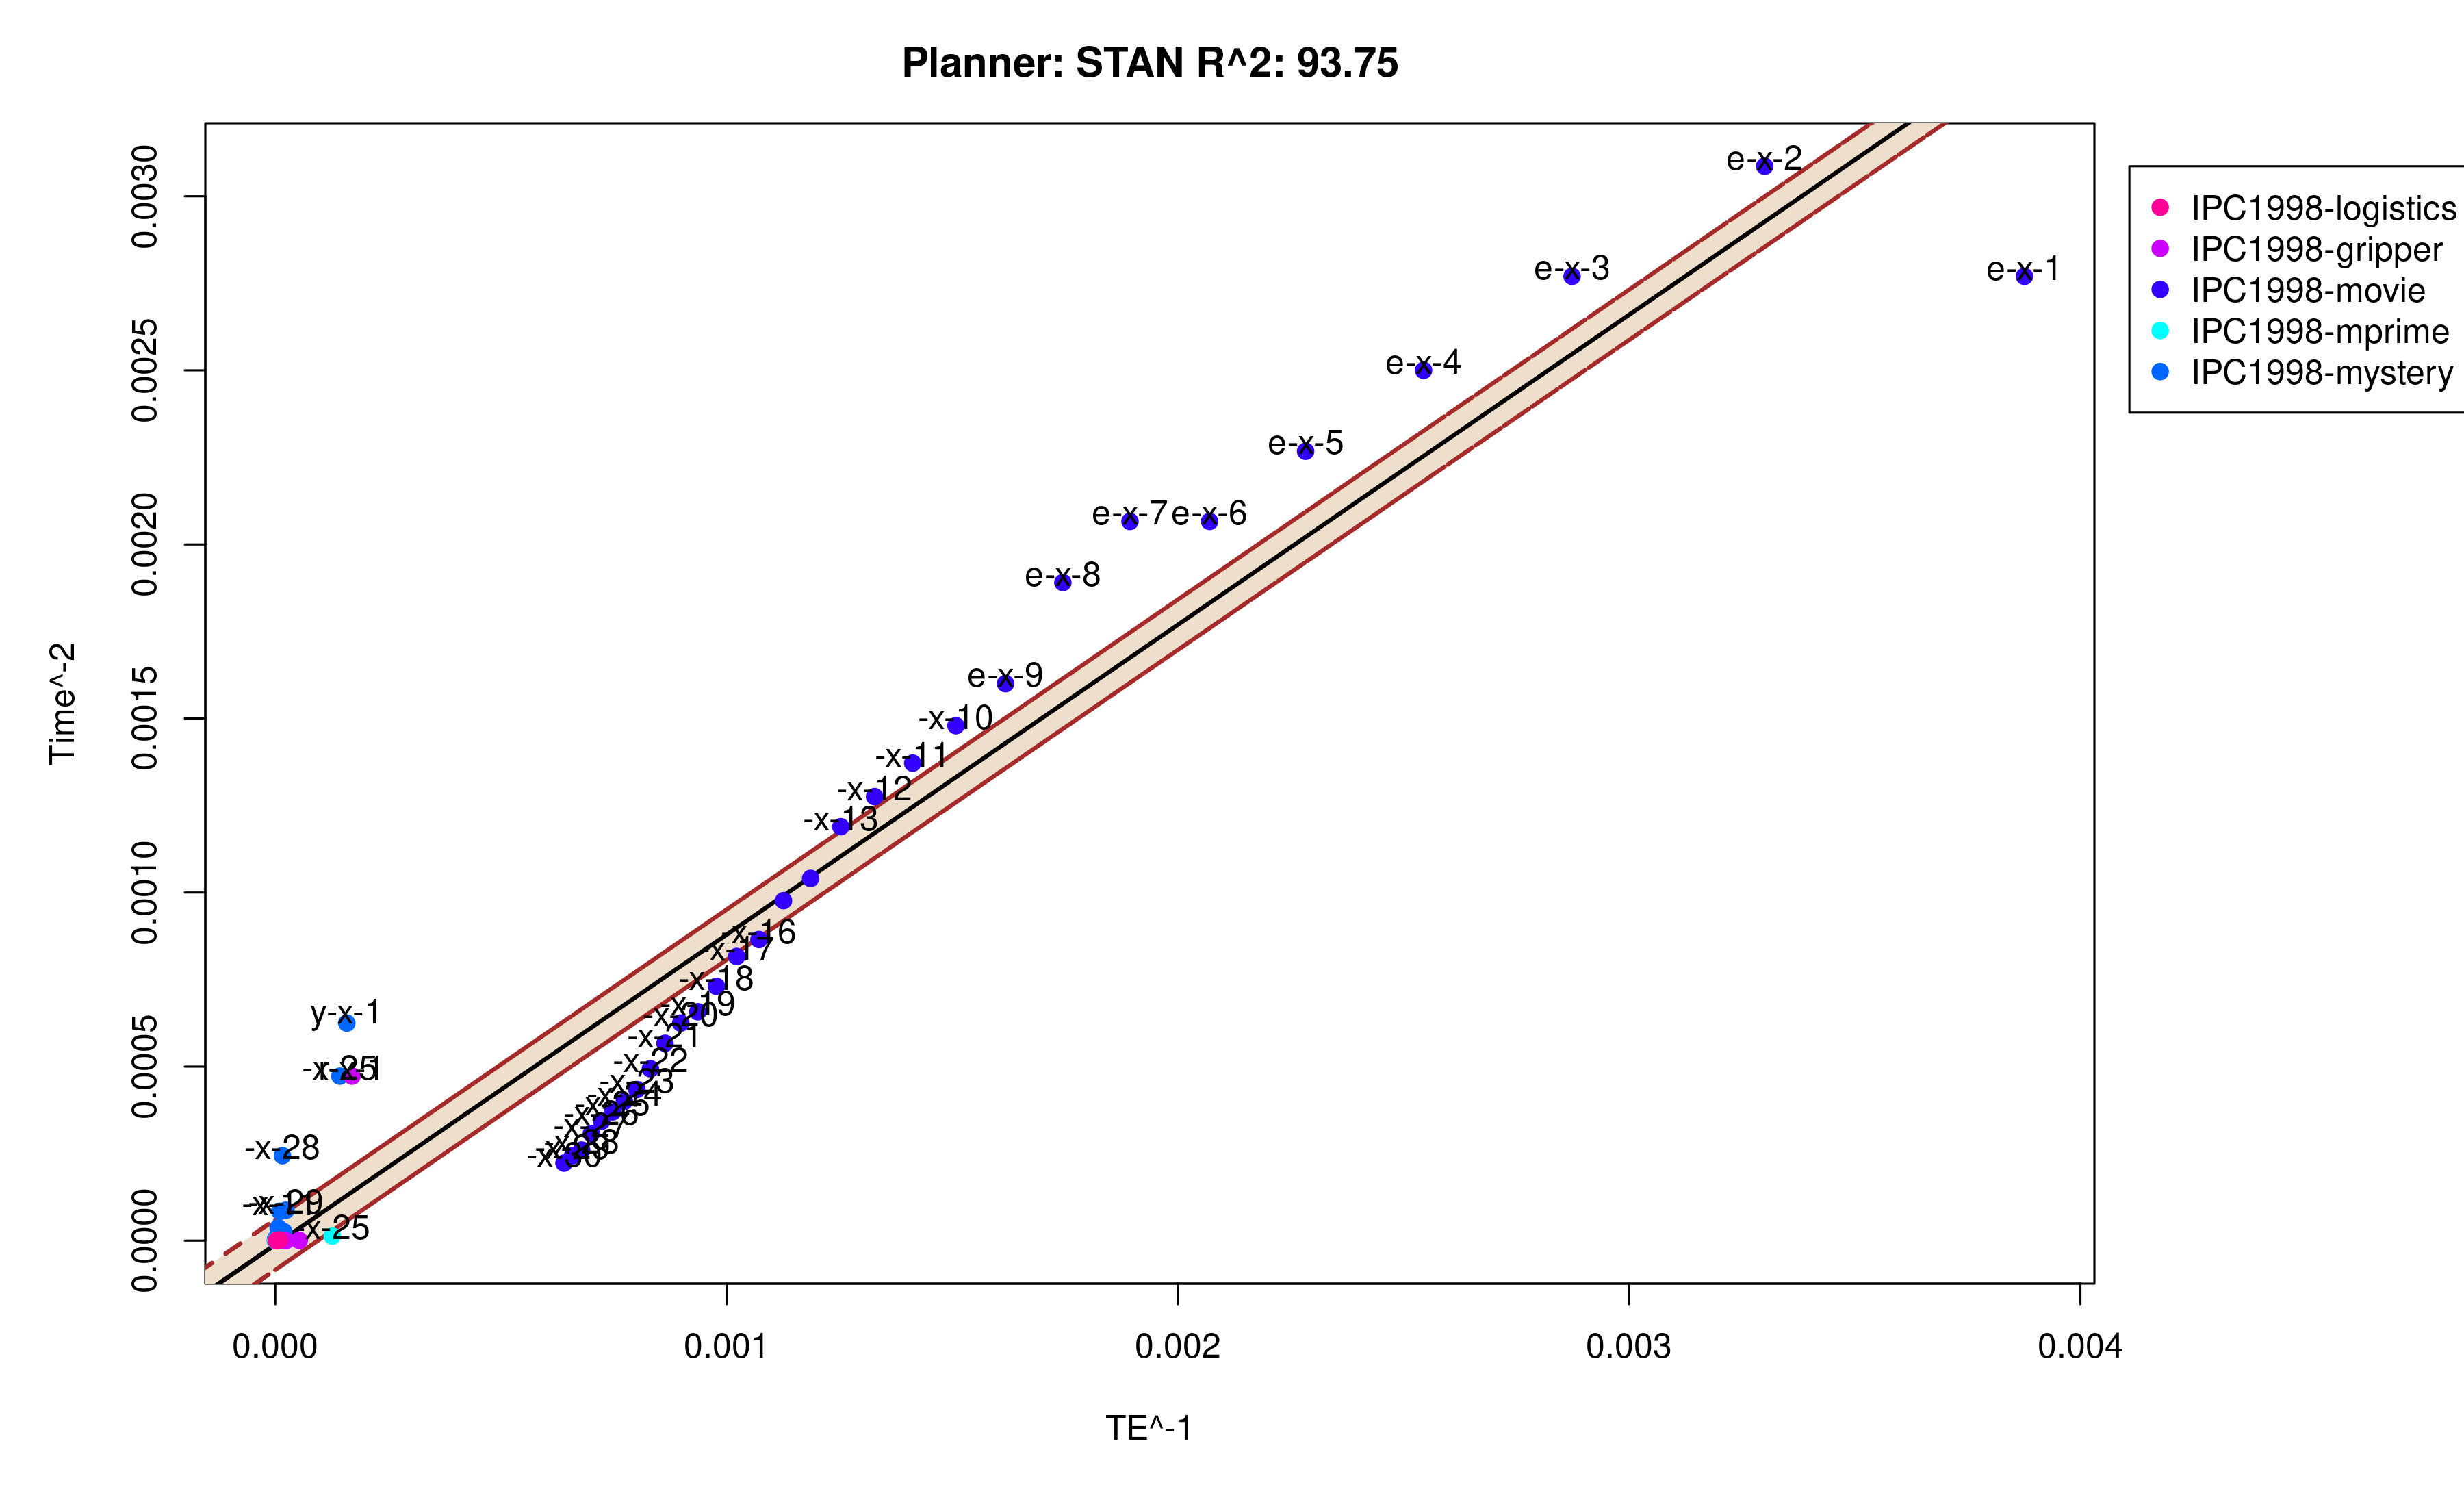 Planner: STAN R^2: 93.75
Time^-2
0.0000
0.0005
0.0010
0.0015
0.0020
0.0025
0.0030
e-x-2
e-x-3
e-x-1
e-x-4
e-x-5
e-x-7
e-x-6
e-x-8
e-x-9
-x-10
-x-11
-x-12
-x-13
-x-16
-x-17
-x-18
-x-19
-x-20
-x-21
-x-22
y-x-1
-x-28
-x-29
-x-25
0.000
0.001
0.002
0.003
0.004
TE^-1
IPC1998-logistics
IPC1998-gripper
IPC1998-movie
IPC1998-mprime
IPC1998-mystery